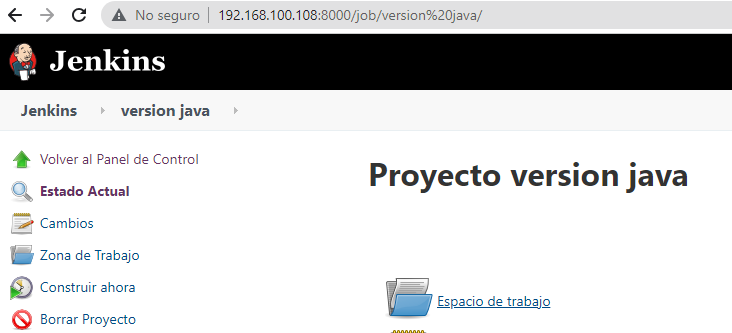 No seguro 192.168.100.108:8000/job/version%20java/
Jenkins
Jenkins version java
Volver al Panel de Control
Estado Actual
Cambios
Zona de Trabajo
Construir ahora
Borrar Proyecto
Proyecto version java
Espacio de trabajo